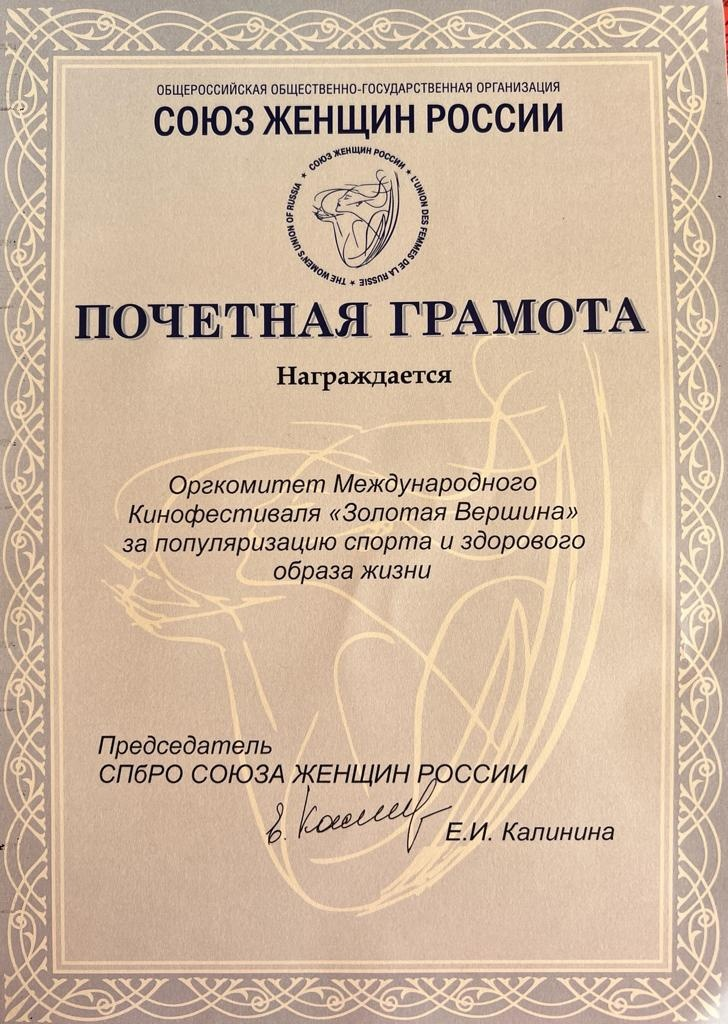 ОБЩЕРОССИЙСКАЯ ОБЩЕСТВЕННО-ГОСУДАРСТВЕННАЯ ОРГАНИЗАЦИЯ
СОЮЗ ЖЕНЩИН РОССИИ
★ СОЮЗ ЖЕНЩИН РОССИИ ★ L'UNION DES FEMMES DE LA RUSSIE ★ THE WOMEN'S UNION OF RUSSIA
ПОЧЕТНАЯ ГРАМОТА
Награждается
Оргкомитет Международного
Кинофестиваля «Золотая Вершина»
за популяризацию спорта и здорового
образа жизни
Председатель
СПбРО СОЮЗА ЖЕНЩИН РОССИИ
Е.И. Калинина